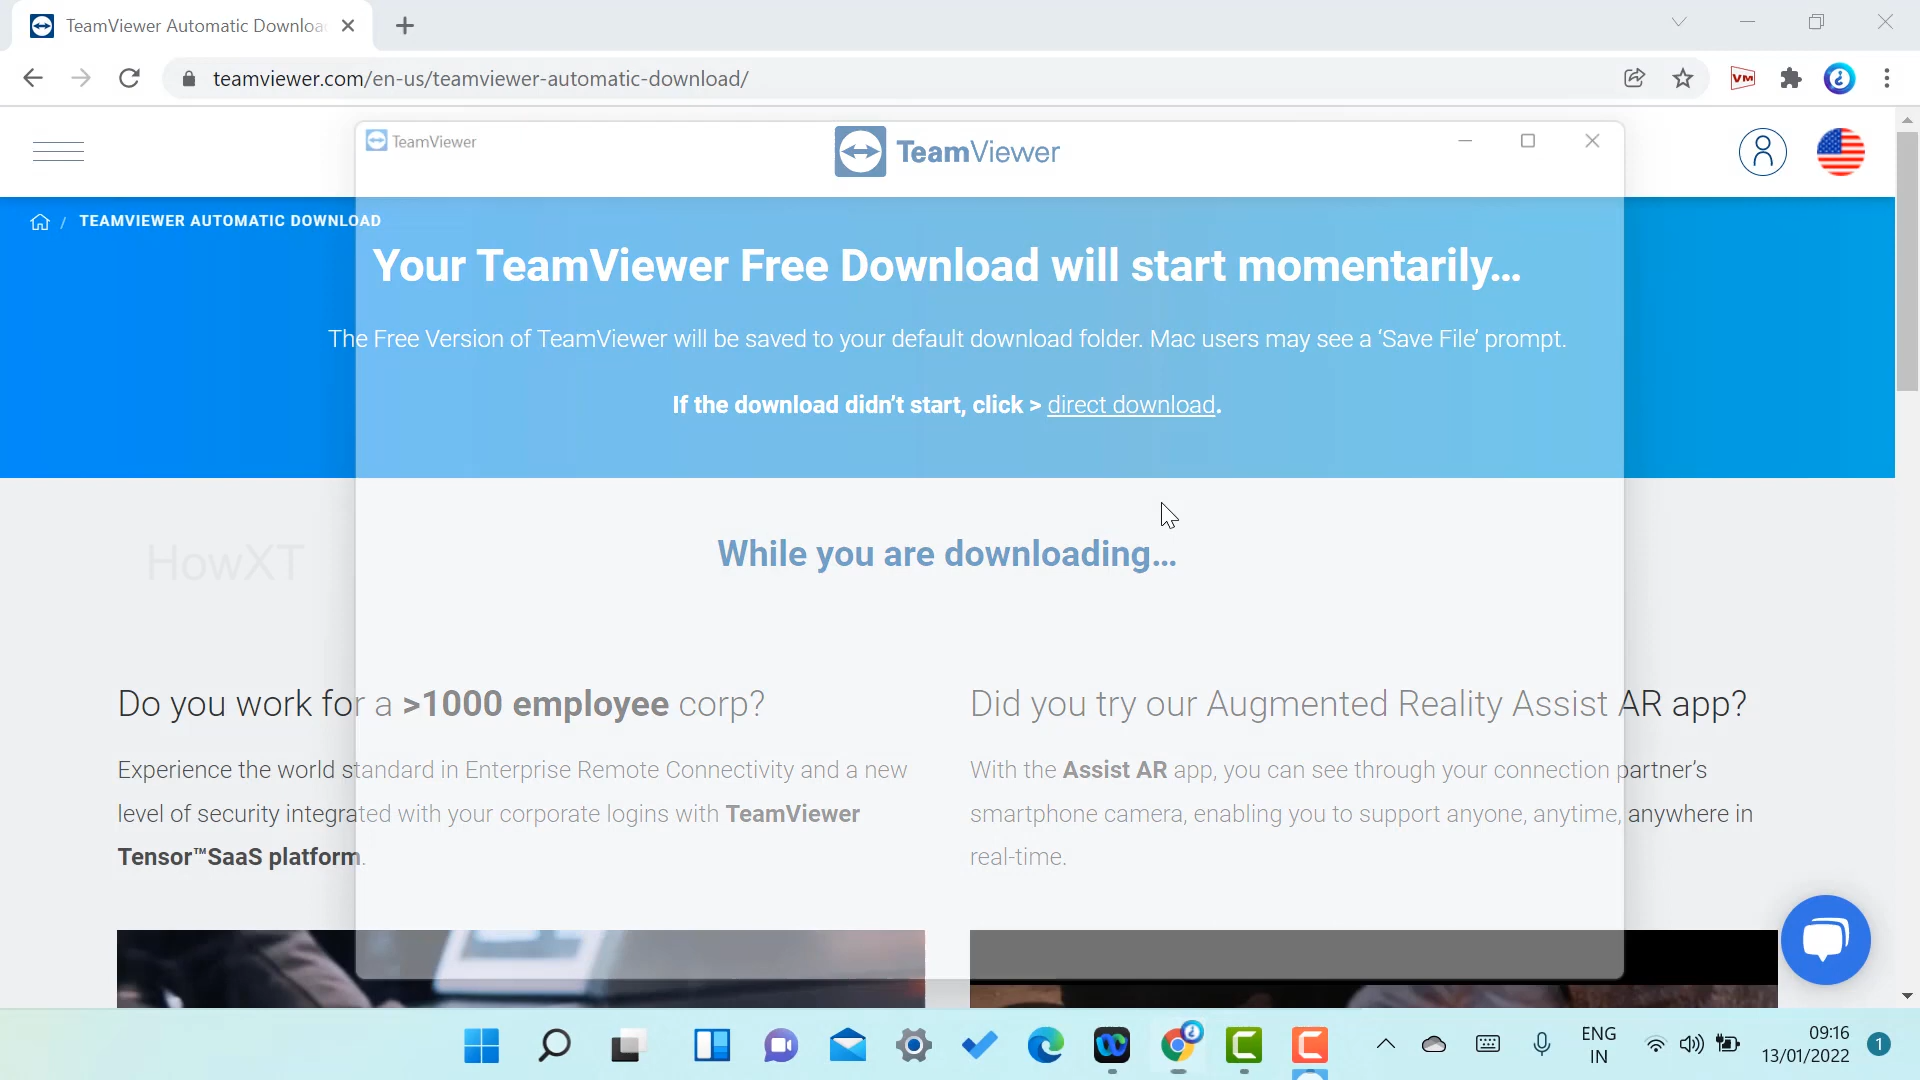 TeamViewer Automatic Downloa
teamviewer.com/en-us/teamviewer-automatic-download/
VM
TeamViewer
TeamViewer
/ TEAMVIEWER AUTOMATIC DOWNLOAD
Your TeamViewer Free Download will start momentarily...
The Free Version of TeamViewer will be saved to your default download folder. Mac users may see a ‘Save File’ prompt.
If the download didn’t start, click > direct download.
While you are downloading...
HowXT
Do you work for a >1000 employee corp?
Experience the world standard in Enterprise Remote Connectivity and a new
level of security integrated with your corporate logins with TeamViewer
Tensor™SaaS platform.
Did you try our Augmented Reality Assist AR app?
With the Assist AR app, you can see through your connection partner’s
smartphone camera, enabling you to support anyone, anytime, anywhere in
real-time.
ENG
IN
09:16
13/01/2022
1